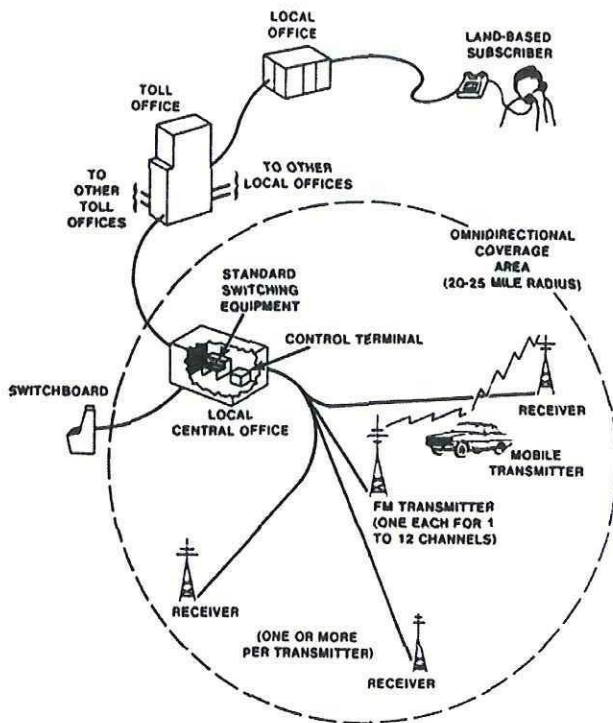 LOCAL
OFFICE
LAND-BASED
SUBSCRIBER
TOLL
OFFICE
TO
OTHER
TOLL
OFFICES
TO OTHER
LOCAL OFFICES
OMNIDIRECTIONAL
COVERAGE
AREA
(20-25 MILE RADIUS)
STANDARD
SWITCHING
EQUIPMENT
CONTROL TERMINAL
SWITCHBOARD
LOCAL
CENTRAL OFFICE
RECEIVER
MOBILE
TRANSMITTER
FM TRANSMITTER
(ONE EACH FOR 1
TO 12 CHANNELS)
RECEIVER
(ONE OR MORE
PER TRANSMITTER)
RECEIVER